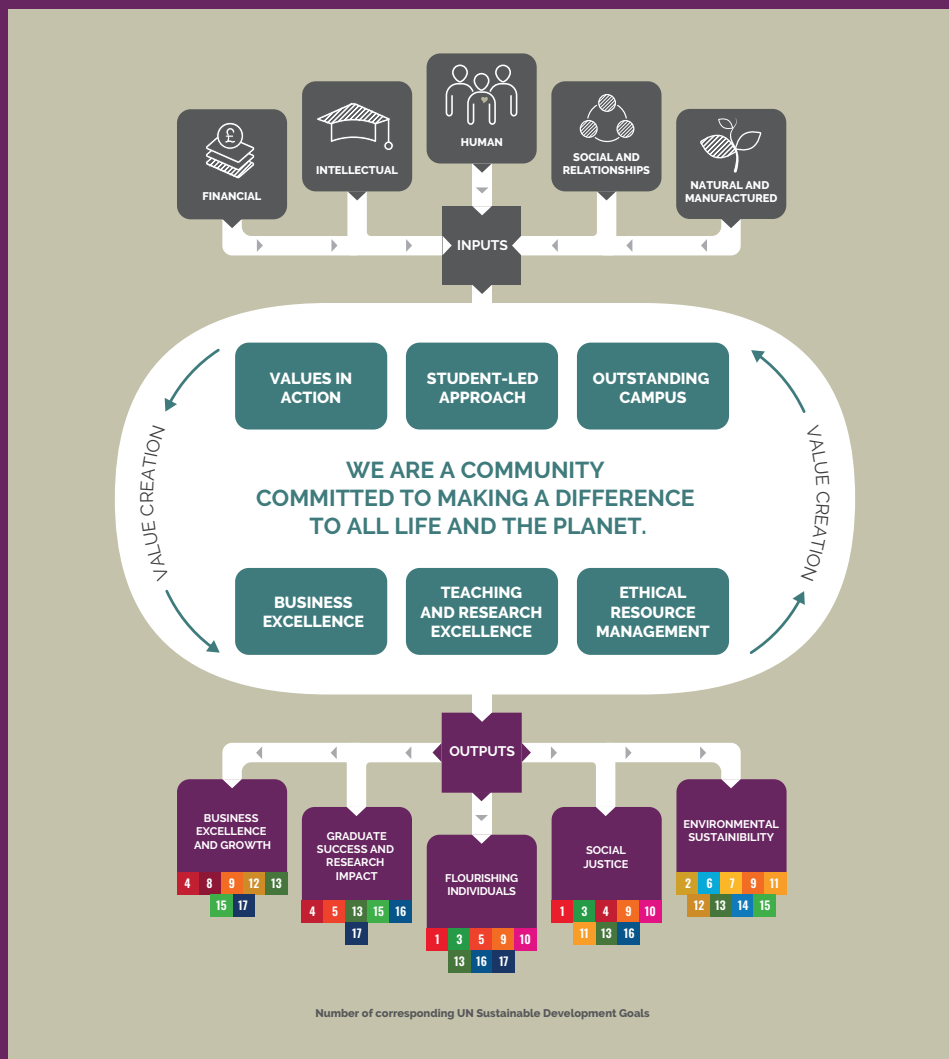 £
FINANCIAL
INTELLECTUAL
HUMAN
SOCIAL AND
RELATIONSHIPS
NATURAL AND
MANUFACTURED
INPUTS
VALUE CREATION
VALUES IN
ACTION
STUDENT-LED
APPROACH
OUTSTANDING
CAMPUS
VALUE CREATION
WE ARE A COMMUNITY
COMMITTED TO MAKING A DIFFERENCE
TO ALL LIFE AND THE PLANET.
BUSINESS
EXCELLENCE
TEACHING
AND RESEARCH
EXCELLENCE
ETHICAL
RESOURCE
MANAGEMENT
OUTPUTS
BUSINESS
EXCELLENCE
AND GROWTH
4 8 9 12 13
15 17
GRADUATE
SUCCESS AND
RESEARCH
IMPACT
4 5 13 15 16
17
FLOURISHING
INDIVIDUALS
1 3 5 9 10
13 16 17
SOCIAL
JUSTICE
1 3 4 9 10
11 13 16
ENVIRONMENTAL
SUSTAINIBILITY
2 6 7 9 11
12 13 14 15
Number of corresponding UN Sustainable Development Goals